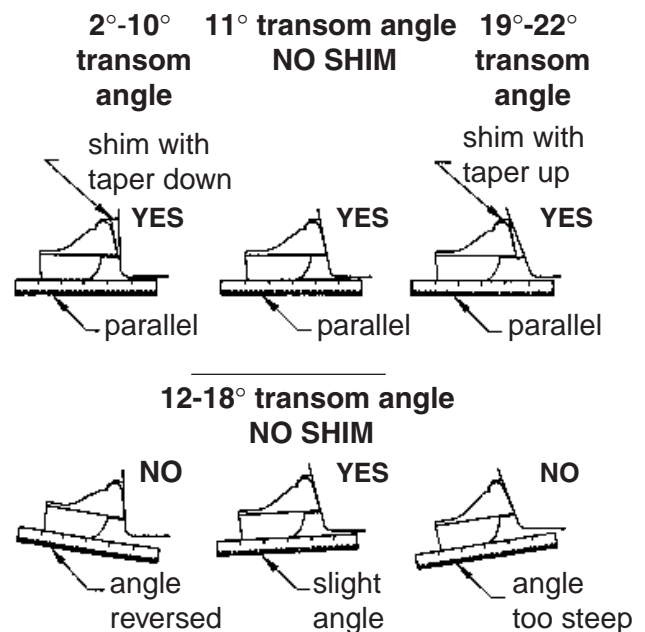 2°-10°
transom
angle
11° transom angle
NO SHIM
19°-22°
transom
angle
shim with
taper down
shim with
taper up
YES
YES
YES
parallel
parallel
parallel
12-18° transom angle
NO SHIM
NO
YES
NO
angle
reversed
slight
angle
angle
too steep